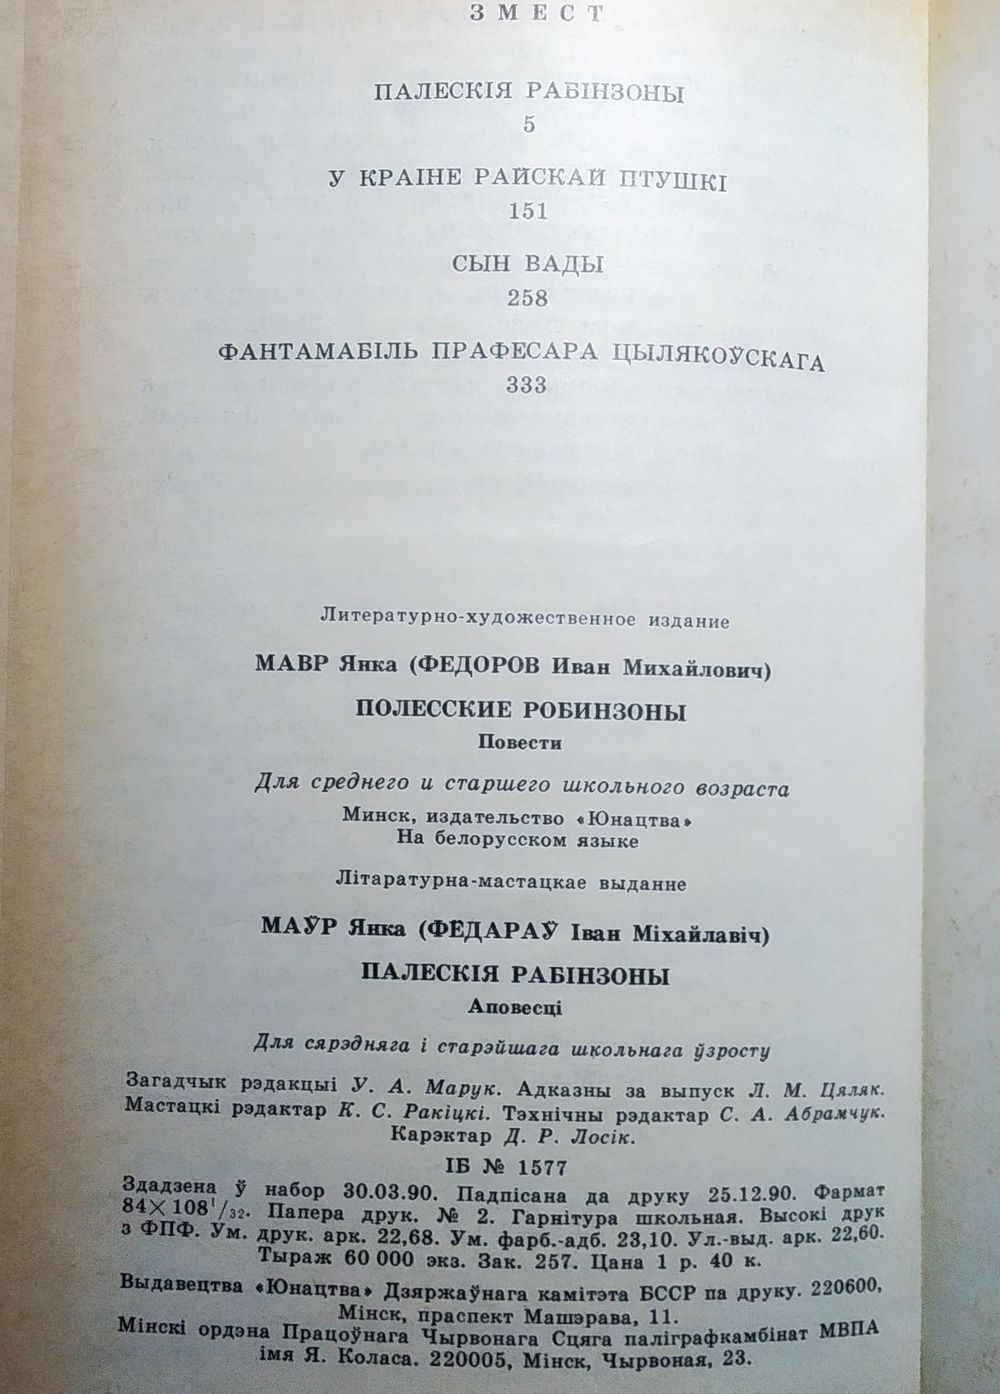 ЗМЕСТ
ПАЛЕСКІЯ РАБІНЗОНЫ
5
У КРАІНЕ РАЙСКАЙ ПТУШКІ
151
СЫН ВАДЫ
258
ФАНТАМАБІЛЬ ПРАФЕСАРА ЦЫЛЯКОЎСКАГА
333
Литературно-художественное издание
МАВР Янка (ФЕДОРОВ Иван Михайлович)
ПОЛЕССКИЕ РОБИНЗОНЫ
Повести
Для среднего и старшего школьного возраста
Минск, издательство «Юнацтва»
На белорусском языке
Літаратурна-мастацкае выданне
МАЎР Янка (ФЁДАРАЎ Іван Міхайлавіч)
ПАЛЕСКІЯ РАБІНЗОНЫ
Аповесці
Для сярэдняга і старэйшага школьнага ўзросту
Загадчык рэдакцыі У. А. Марук. Адказны за выпуск Л. М. Цяляк.
Мастацкі рэдактар К. С. Ракіцкі. Тэхнічны рэдактар С. А. Абрамчук.
Карэктар Д. Р. Лосік.
ІБ № 1577
Здадзена ў набор 30.03.90. Падпісана да друку 25.12.90. Фармат
84×108¹/₃₂. Папера друк. № 2. Гарнітура школьная. Высокі друк
з ФПФ. Ум. друк. арк. 22,68. Ум. фарб.-адб. 23,10. Ул.-выд. арк. 22,60.
Тыраж 60 000 экз. Зак. 257. Цана 1 р. 40 к.
Выдавецтва «Юнацтва» Дзяржаўнага камітэта БССР па друку. 220600,
Мінск, праспект Машэрава, 11.
Мінскі ордэна Працоўнага Чырвонага Сцяга паліграфкамбінат МВПА
імя Я. Коласа. 220005, Мінск, Чырвоная, 23.